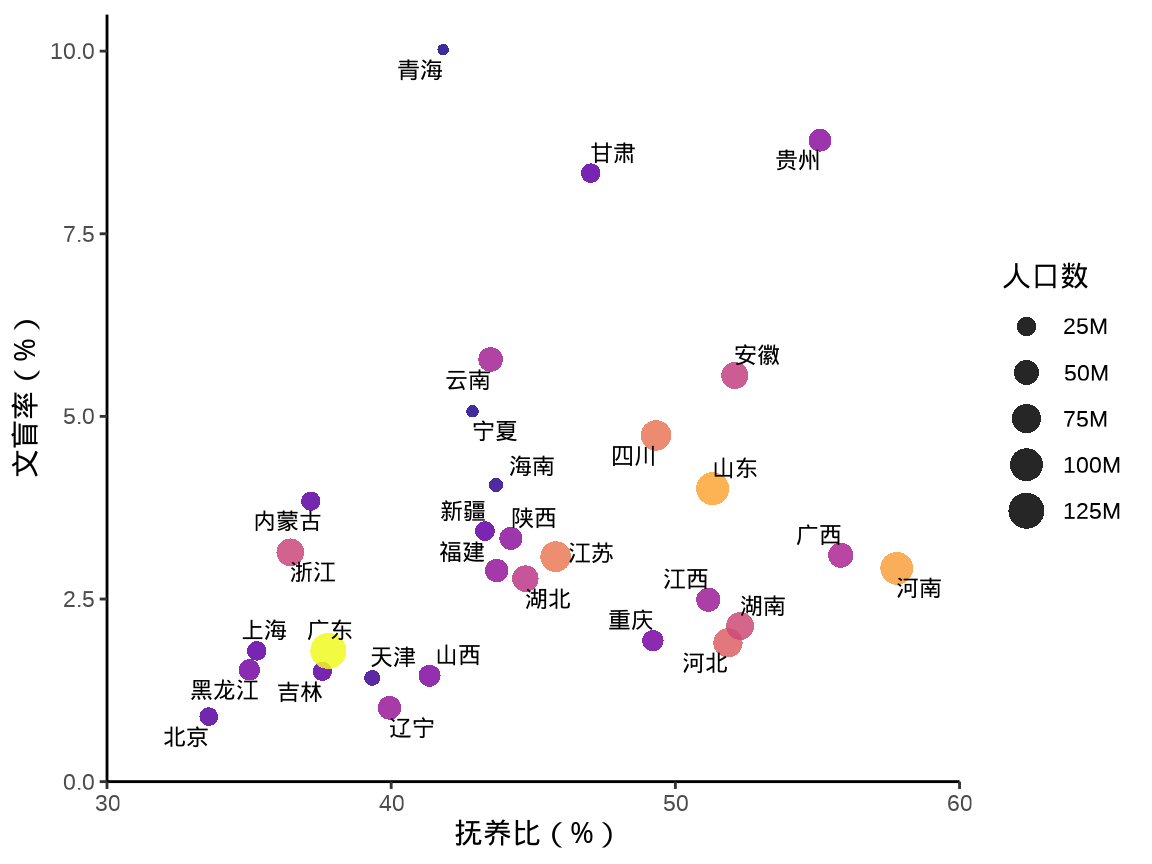 10.0
7.5
5.0
2.5
0.0
30
40
50
60
文盲率（%）
抚养比（%）
青海
甘肃
贵州
云南
安徽
宁夏
四川
海南
山东
内蒙古
新疆
陕西
浙江
福建
江苏
湖北
广西
河南
江西
湖南
重庆
河北
上海
广东
天津
山西
黑龙江
吉林
北京
辽宁
人口数
25M
50M
75M
100M
125M